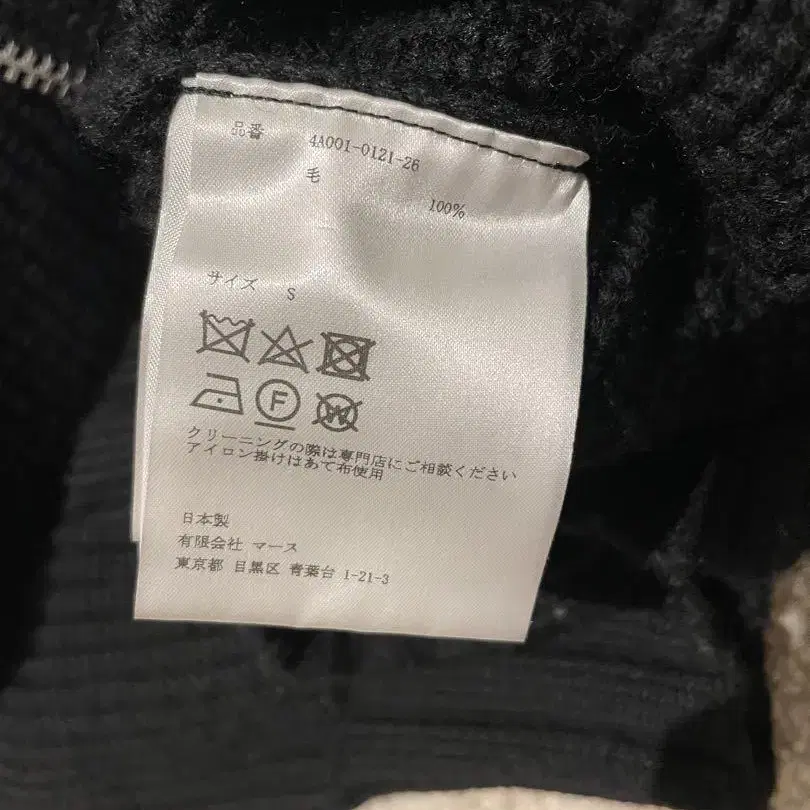 品番 4A001-0121-26
毛 100%
サイズ S
F
W
クリーニングの際は専門店にご相談ください
アイロン掛けはあて布使用
日本製
有限会社 マース
東京都 目黒区 青葉台 1-21-3